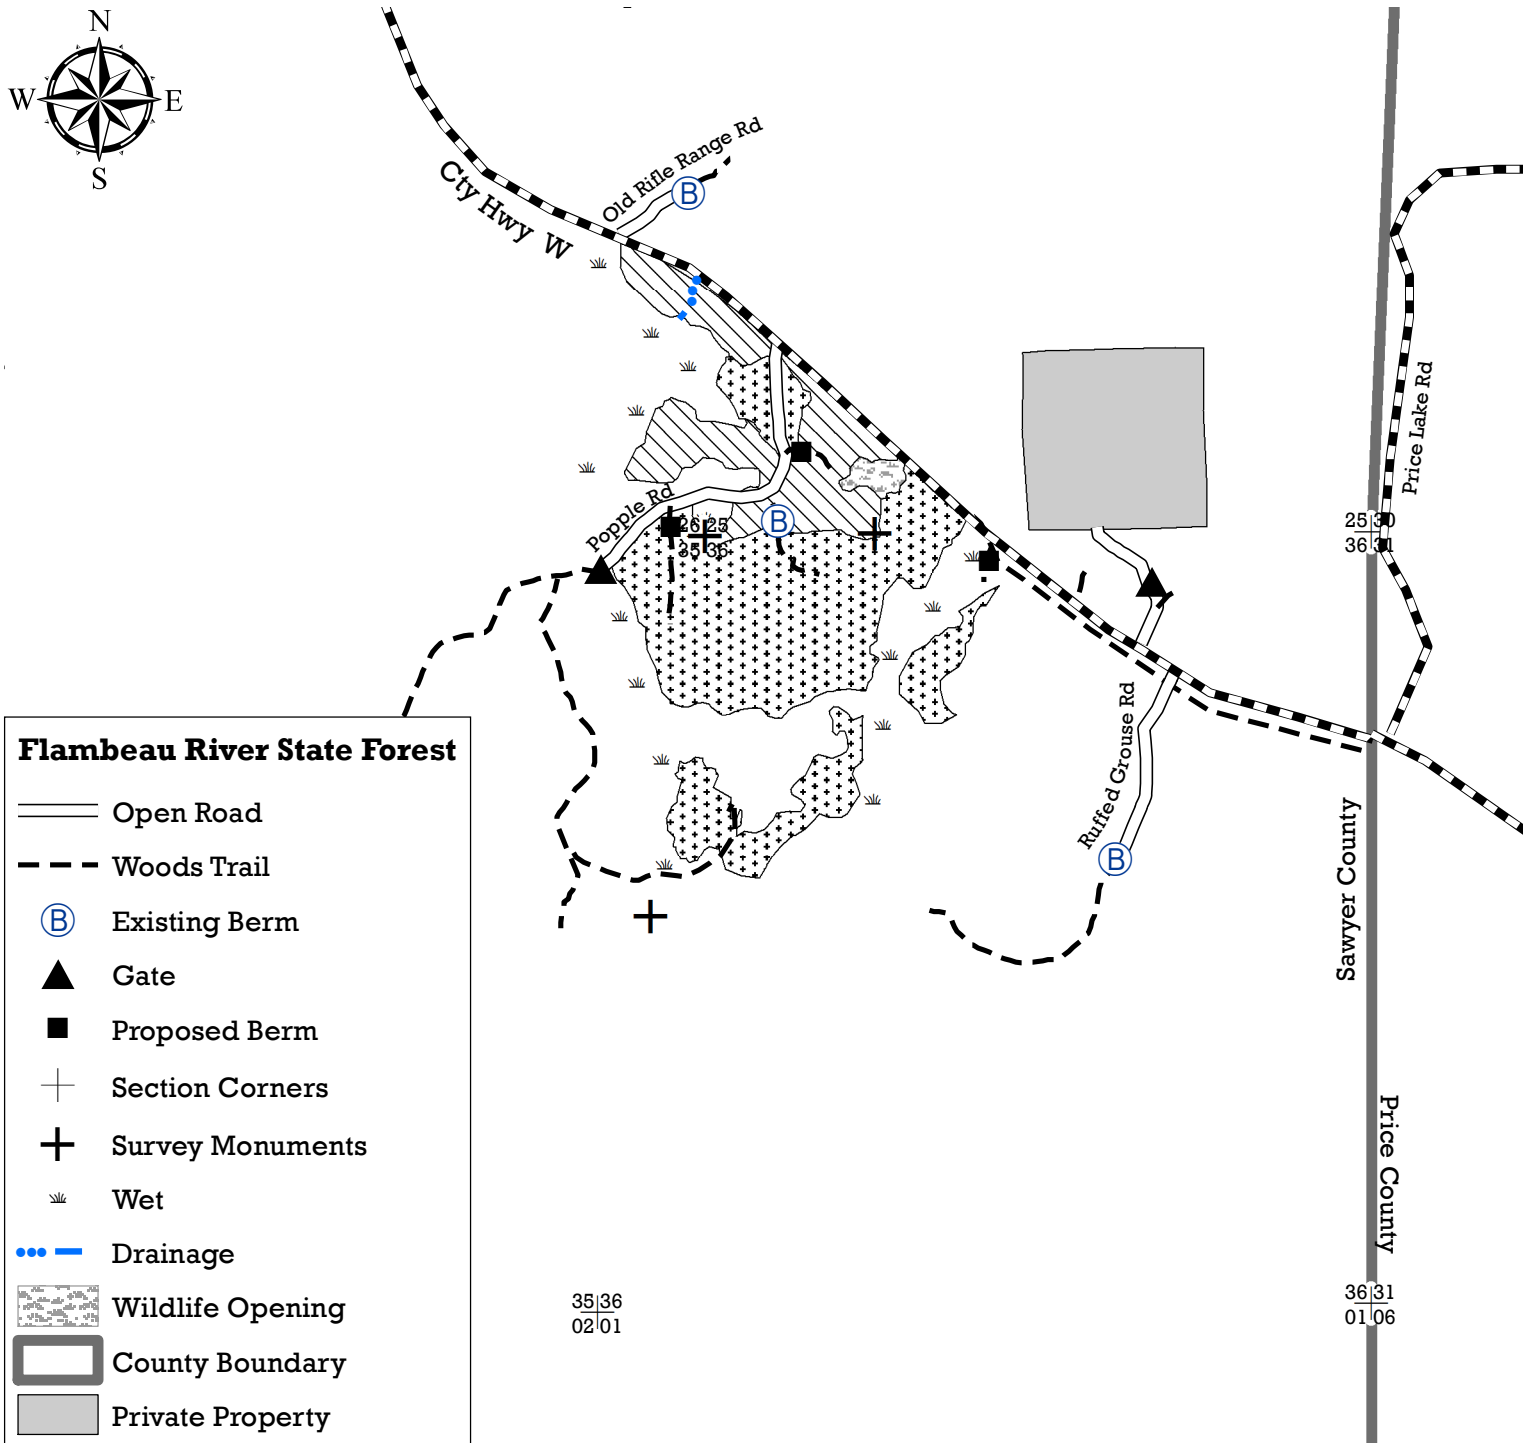 N
W
E
S
Old Rifle Range Rd
Cty Hwy W
Price Lake Rd
Popple Rd
26 25
35 36
25 30
36 31
Ruffed Grouse Rd
Sawyer County
Price County
36 31
01 06
35 36
02 01
B
B
B
Flambeau River State Forest
Open Road
Woods Trail
B Existing Berm
Gate
Proposed Berm
Section Corners
Survey Monuments
Wet
Drainage
Wildlife Opening
County Boundary
Private Property